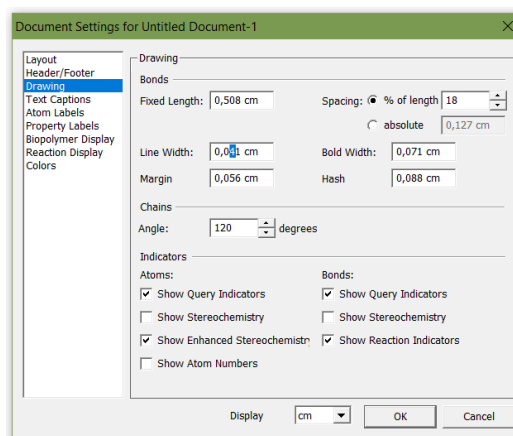 Document Settings for Untitled Document-1
Layout
Header/Footer
Drawing
Text Captions
Atom Labels
Property Labels
Biopolymer Display
Reaction Display
Colors
Drawing
Bonds
Fixed Length: 0,508 cm Spacing: % of length 18
absolute 0,127 cm
Line Width: 0,041 cm Bold Width: 0,071 cm
Margin 0,056 cm Hash 0,088 cm
Chains
Angle: 120 degrees
Indicators
Atoms: Bonds:
Show Query Indicators Show Query Indicators
Show Stereochemistry Show Stereochemistry
Show Enhanced Stereochemistr Show Reaction Indicators
Show Atom Numbers
Display cm OK Cancel